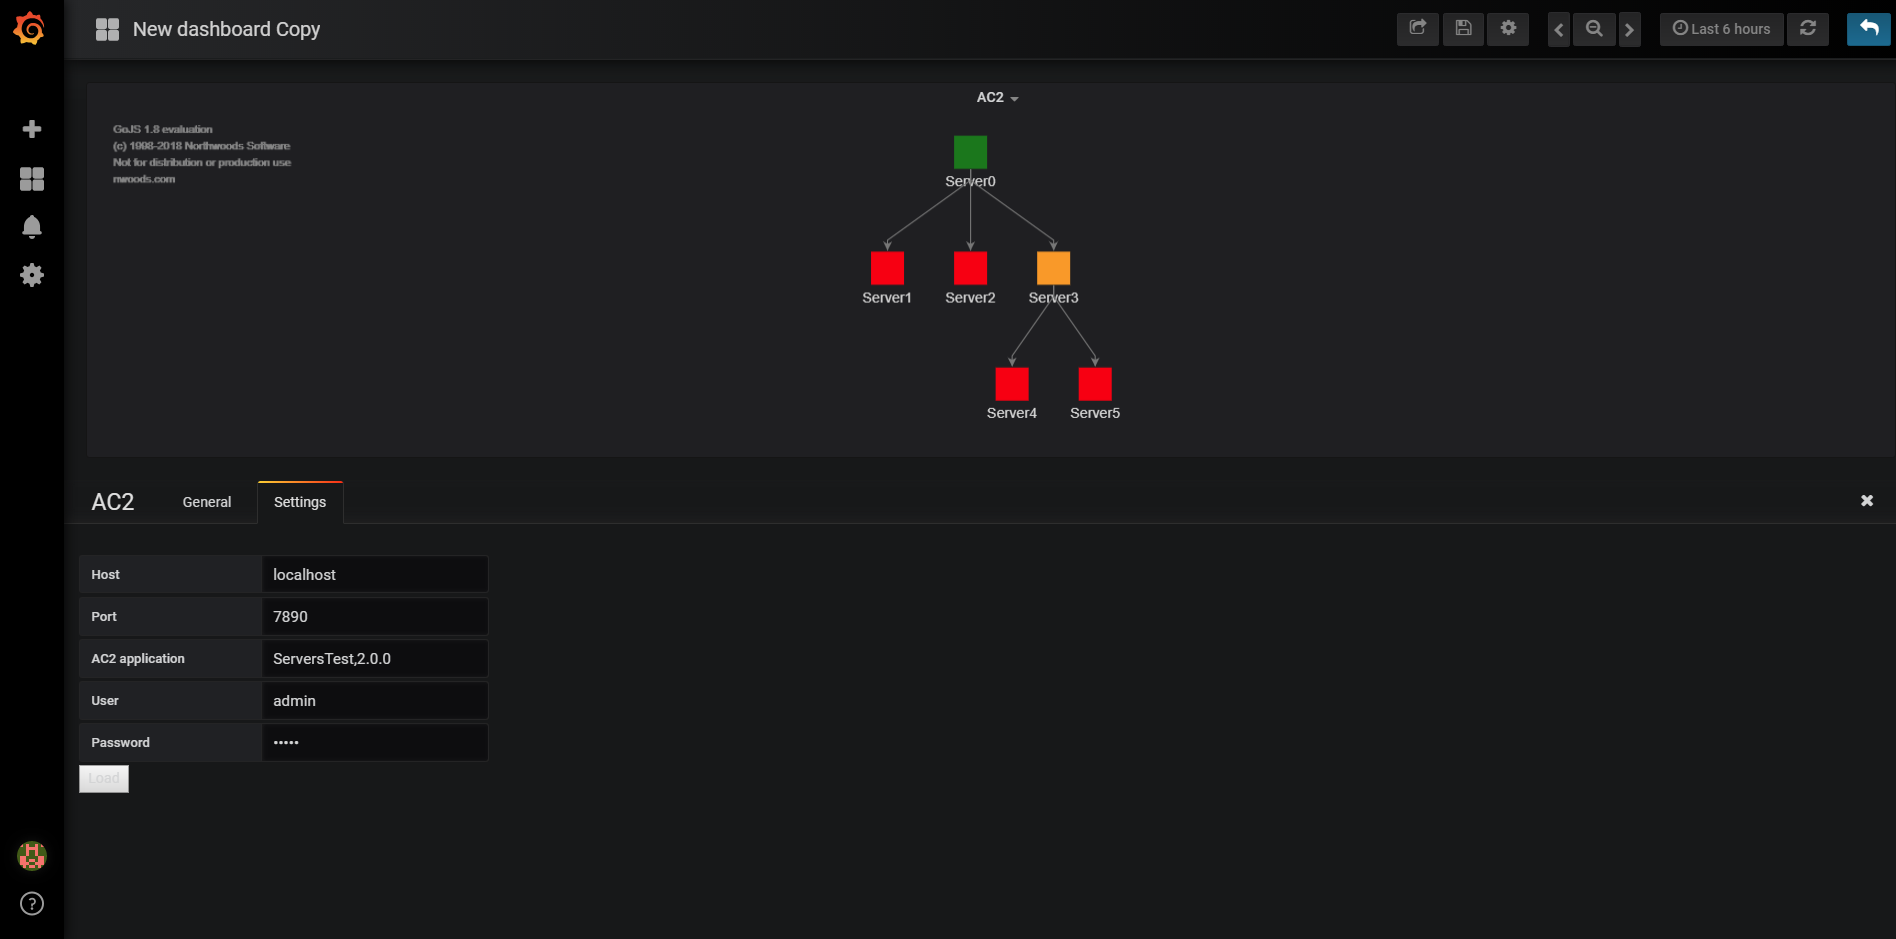 New dashboard Copy
Last 6 hours
AC2
GoJS 1.8 evaluation
(c) 1998-2018 Northwoods Software
Not for distribution or production use
nwoods.com
Server0
Server1
Server2
Server3
Server4
Server5
AC2
General
Settings
Host
localhost
Port
7890
AC2 application
ServersTest,2.0.0
User
admin
Password
•••••
Load